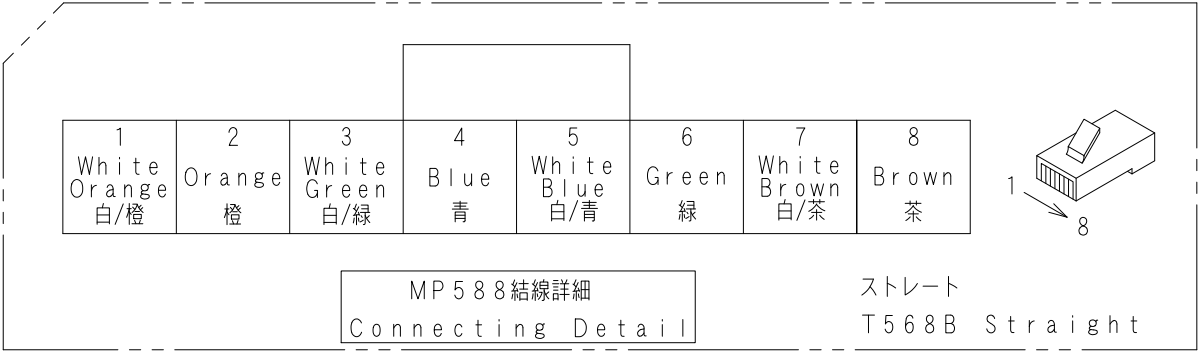 1 2 3 4 5 6 7 8
White Orange 白/橙
Orange 橙
White Green 白/緑
Blue 青
White Blue 白/青
Green 緑
White Brown 白/茶
Brown 茶
1
8
MP588結線詳細
Connecting Detail
ストレート
T568B Straight